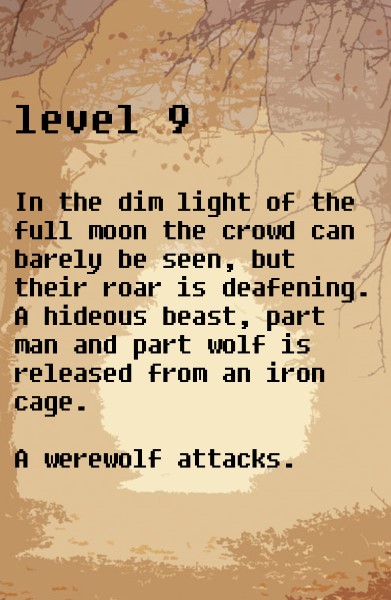 level 9
In the dim light of the
full moon the crowd can
barely be seen, but
their roar is deafening.
A hideous beast, part
man and part wolf is
released from an iron
cage.
A werewolf attacks.